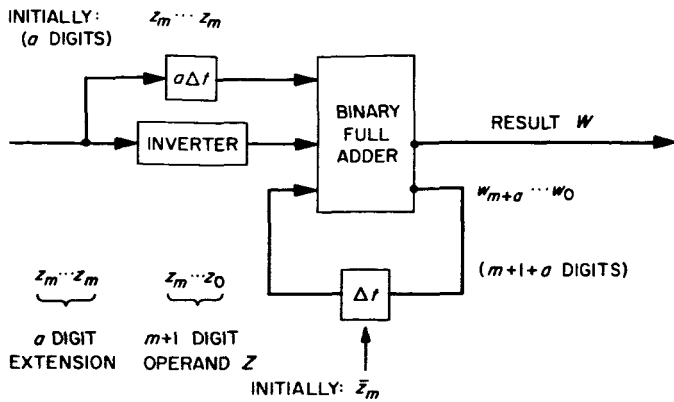 INITIALLY: z_m ⋯ z_m
(a DIGITS)
aΔt
INVERTER
BINARY
FULL
ADDER
RESULT W
w_{m+a} ⋯ w_0
(m+1+a DIGITS)
Δt
INITIALLY: z̄_m
z_m ⋯ z_m
a DIGIT
EXTENSION
z_m ⋯ z_0
m+1 DIGIT
OPERAND Z